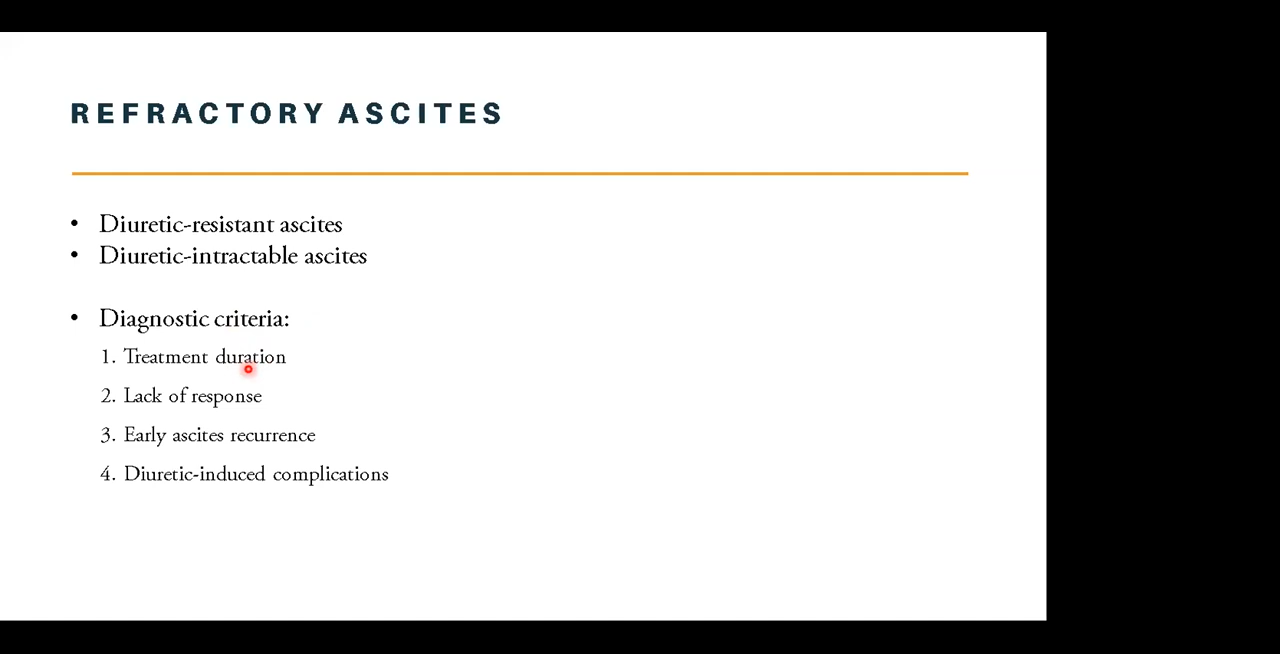 REFRACTORY ASCITES
• Diuretic-resistant ascites
• Diuretic-intractable ascites
• Diagnostic criteria:
1. Treatment duration
2. Lack of response
3. Early ascites recurrence
4. Diuretic-induced complications